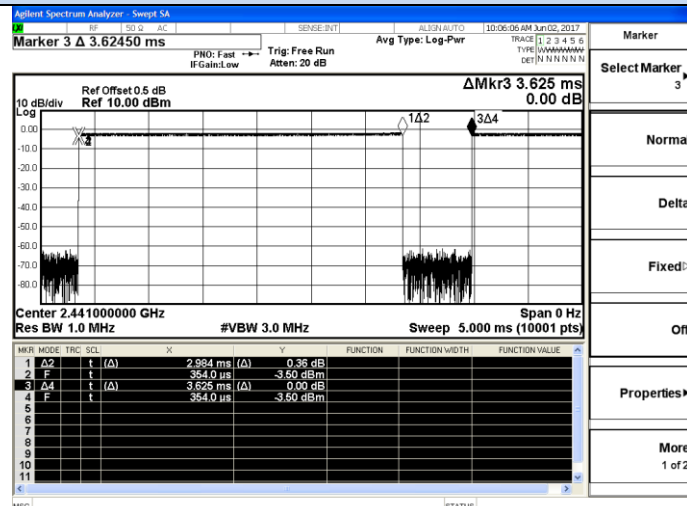 Agilent Spectrum Analyzer - Swept SA
RF 50 Ω AC SENSE:INT ALIGN AUTO 10:06:06 AM Jun 02, 2017
Marker 3 Δ 3.62450 ms
PNO: Fast
IFGain:Low
Trig: Free Run
Atten: 20 dB
Avg Type: Log-Pwr
TRACE 1 2 3 4 5 6
TYPE WWWWWW
DET N N N N N N
Ref Offset 0.5 dB
Ref 10.00 dBm
ΔMkr3 3.625 ms
0.00 dB
10 dB/div
Log
0.00
-10.0
-20.0
-30.0
-40.0
-50.0
-60.0
-70.0
-80.0
2
1Δ2
3Δ4
Center 2.441000000 GHz
Span 0 Hz
Res BW 1.0 MHz
#VBW 3.0 MHz
Sweep 5.000 ms (10001 pts)
MKR MODE TRC SCL X Y FUNCTION FUNCTION WIDTH FUNCTION VALUE
1 Δ2 t (Δ) 2.984 ms (Δ) 0.36 dB
2 F t 354.0 µs -3.50 dBm
3 Δ4 t (Δ) 3.625 ms (Δ) 0.00 dB
4 F t 354.0 µs -3.50 dBm
5
6
7
8
9
10
11
MSG
STATUS
Marker
Select Marker
3
Norma
Delta
Fixed
Off
Properties
More
1 of 2